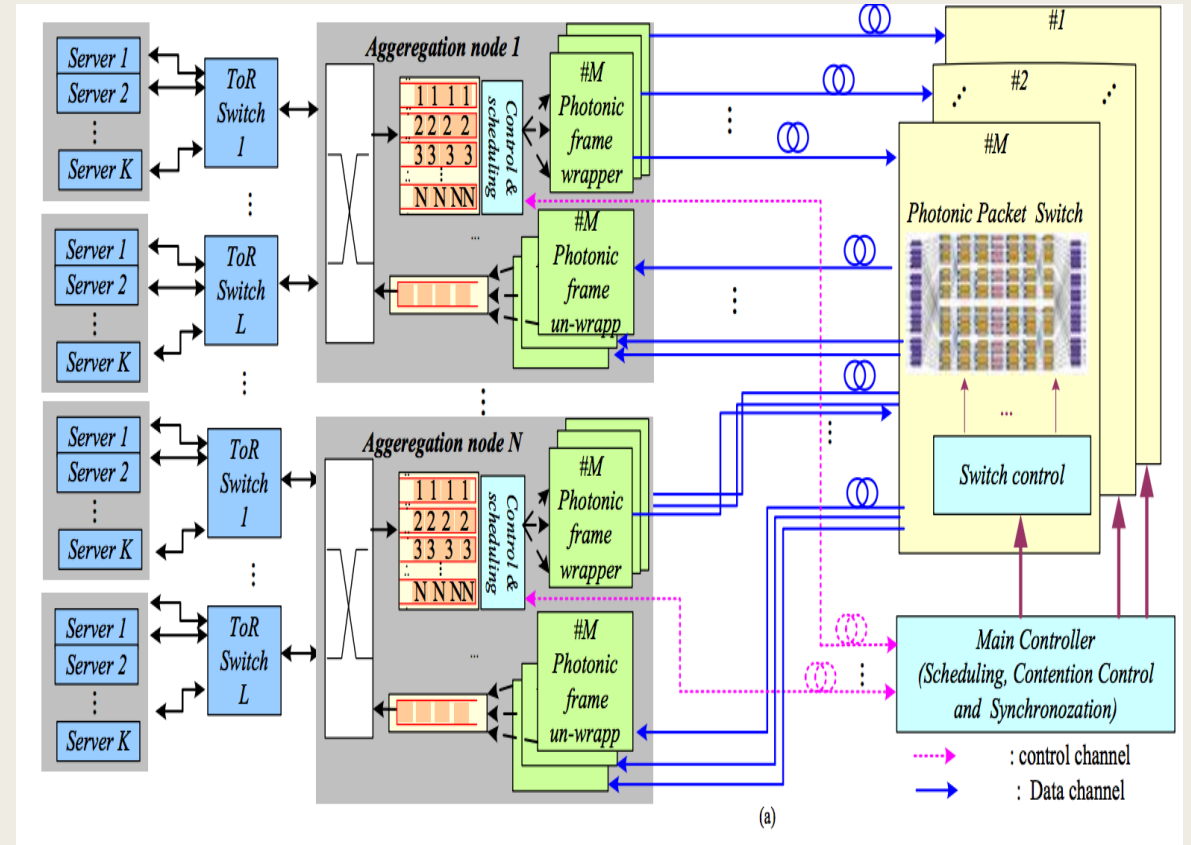 Server 1
Server 2
⋮
Server K
ToR
Switch
1
⋮
Server 1
Server 2
⋮
Server K
ToR
Switch
L
⋮
Server 1
Server 2
⋮
Server K
ToR
Switch
1
⋮
Server 1
Server 2
⋮
Server K
ToR
Switch
L
Aggeregation node 1
1 1 1 1
2 2 2 2
3 3 3 3
⋮
N N NN
Control &
scheduling
#M
Photonic
frame
wrapper
...
#M
Photonic
frame
un-wrapp
⋮
Aggeregation node N
1 1 1 1
2 2 2 2
3 3 3 3
⋮
N N NN
Control &
scheduling
#M
Photonic
frame
wrapper
...
#M
Photonic
frame
un-wrapp
⋮
⋮
⋮
#1
#2
#M
Photonic Packet Switch
...
Switch control
⋮
Main Controller
(Scheduling, Contention Control
and Synchronozation)
: control channel
: Data channel
(a)